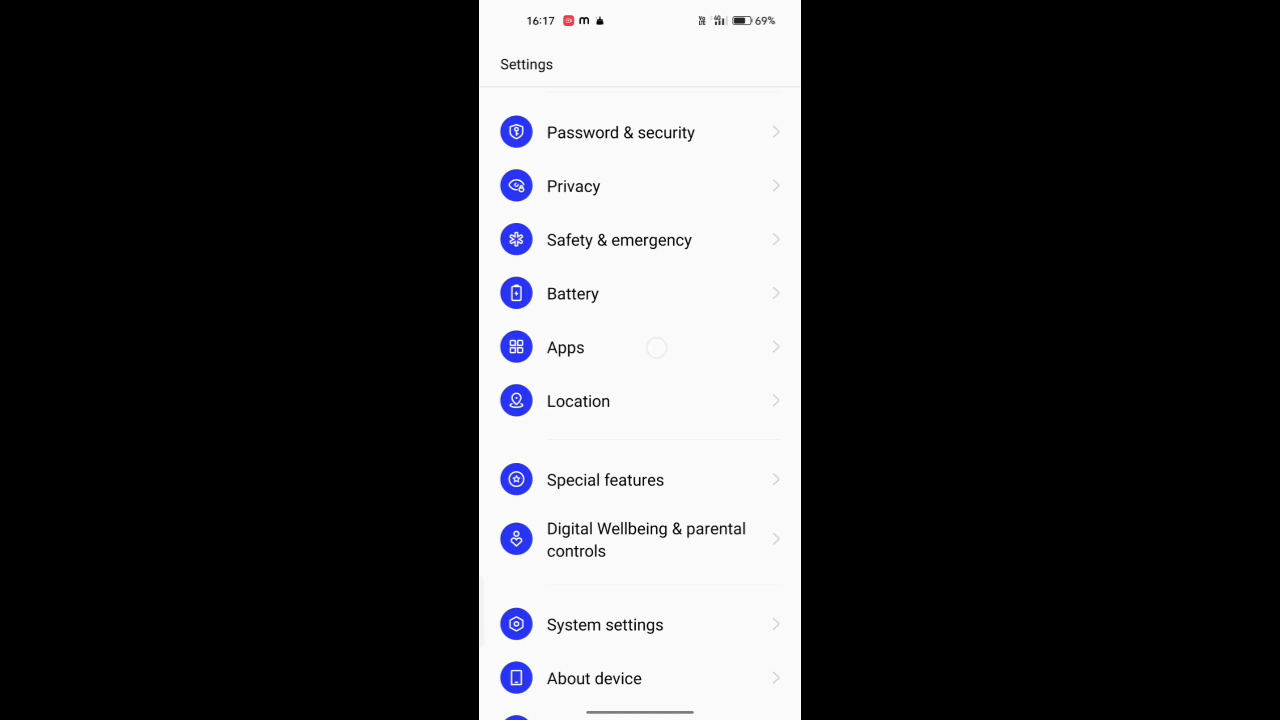 16:17 m 4G 69%
Settings
Password & security
Privacy
Safety & emergency
Battery
Apps
Location
Special features
Digital Wellbeing & parental
controls
System settings
About device